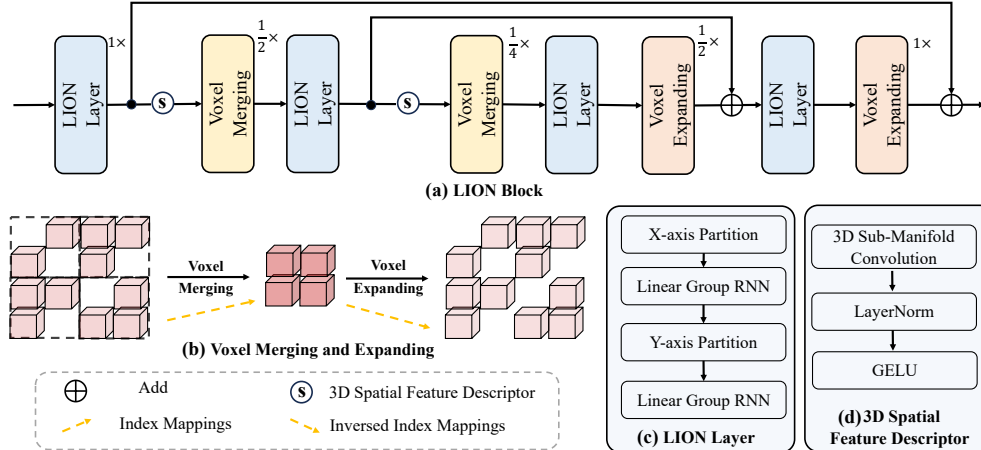 LION
Layer
1×
S
Voxel
Merging
1/2×
LION
Layer
S
Voxel
Merging
1/4×
LION
Layer
Voxel
Expanding
1/2×
LION
Layer
Voxel
Expanding
1×
(a) LION Block
Voxel
Merging
Voxel
Expanding
(b) Voxel Merging and Expanding
Add
S
3D Spatial Feature Descriptor
Index Mappings
Inversed Index Mappings
X-axis Partition
Linear Group RNN
Y-axis Partition
Linear Group RNN
(c) LION Layer
3D Sub-Manifold
Convolution
LayerNorm
GELU
(d) 3D Spatial
Feature Descriptor